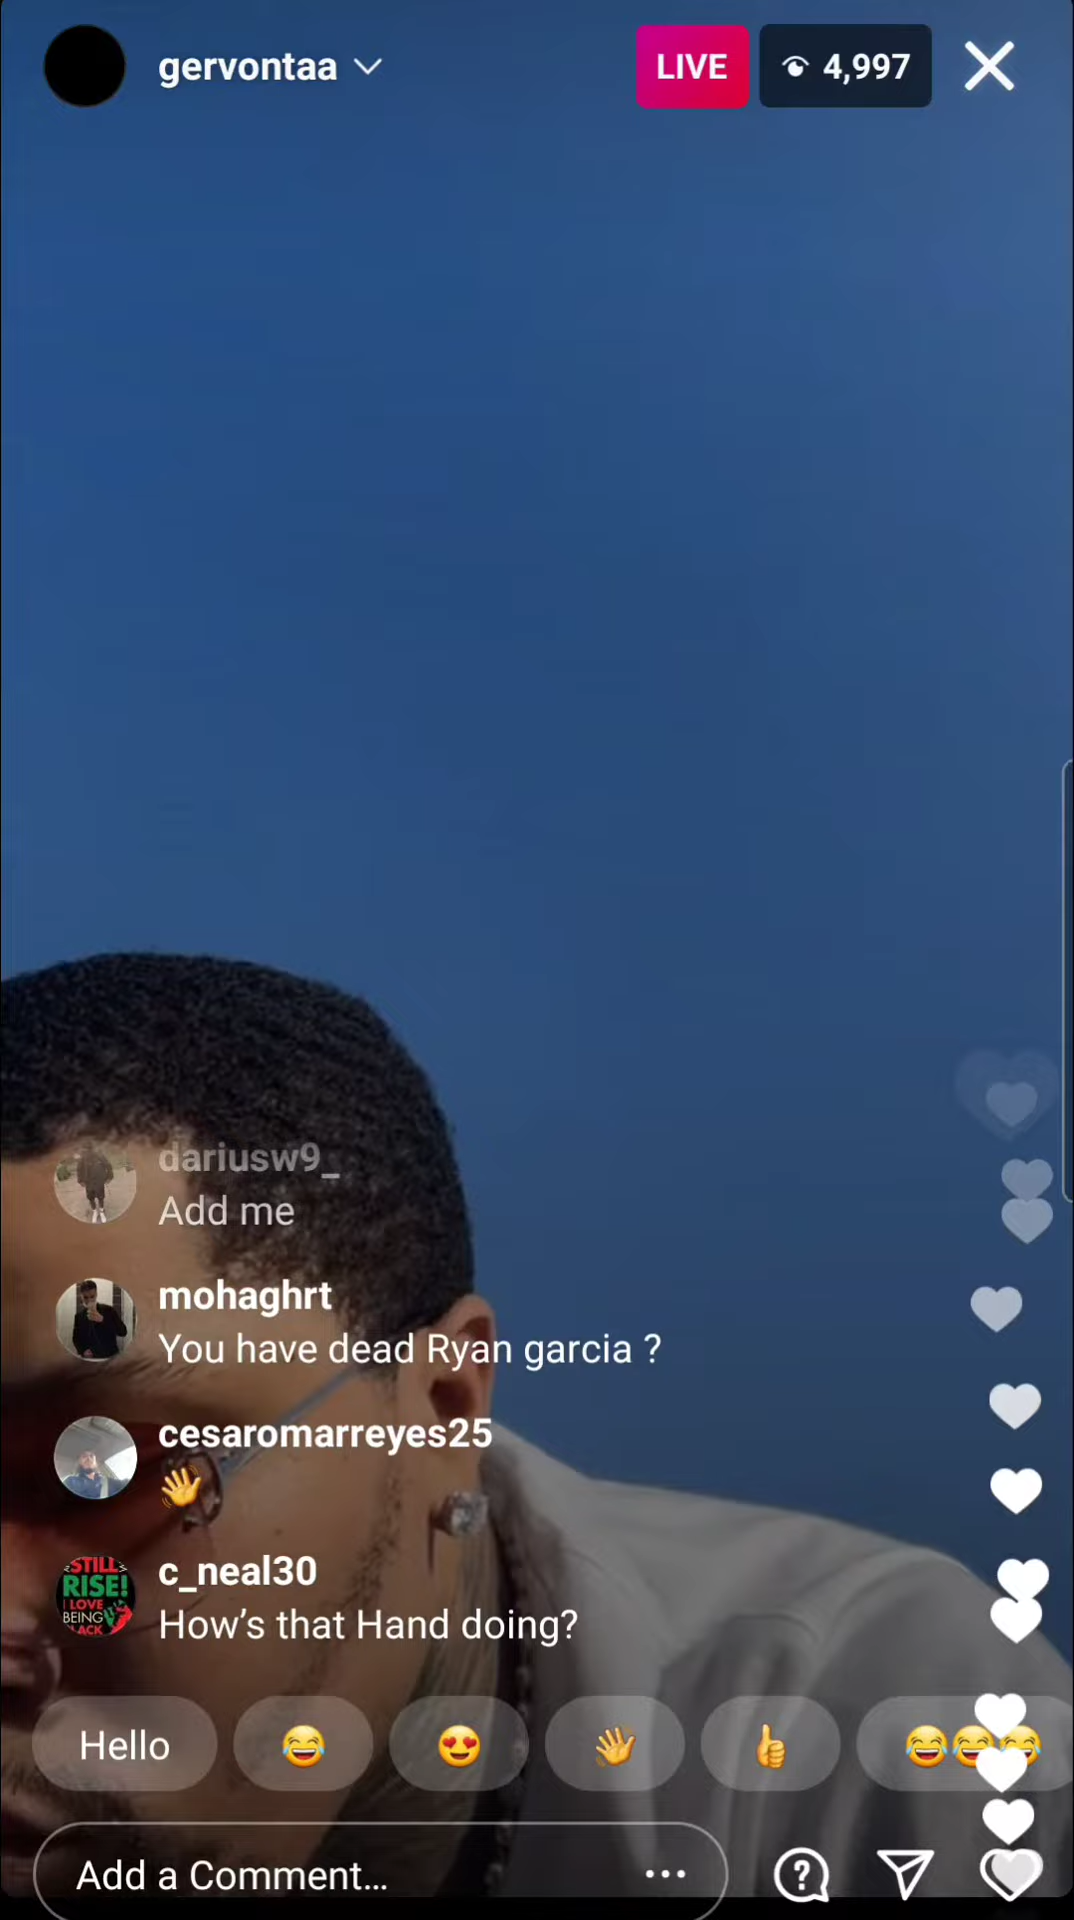 gervontaa
LIVE
4,997
dariusw9_
Add me
mohaghrt
You have dead Ryan garcia ?
cesaromarreyes25
👋
c_neal30
STILL
RISE!
I LOVE
BEING
How’s that Hand doing?
Hello 😂 😍 👋 👍 😂😂😂
Add a Comment...